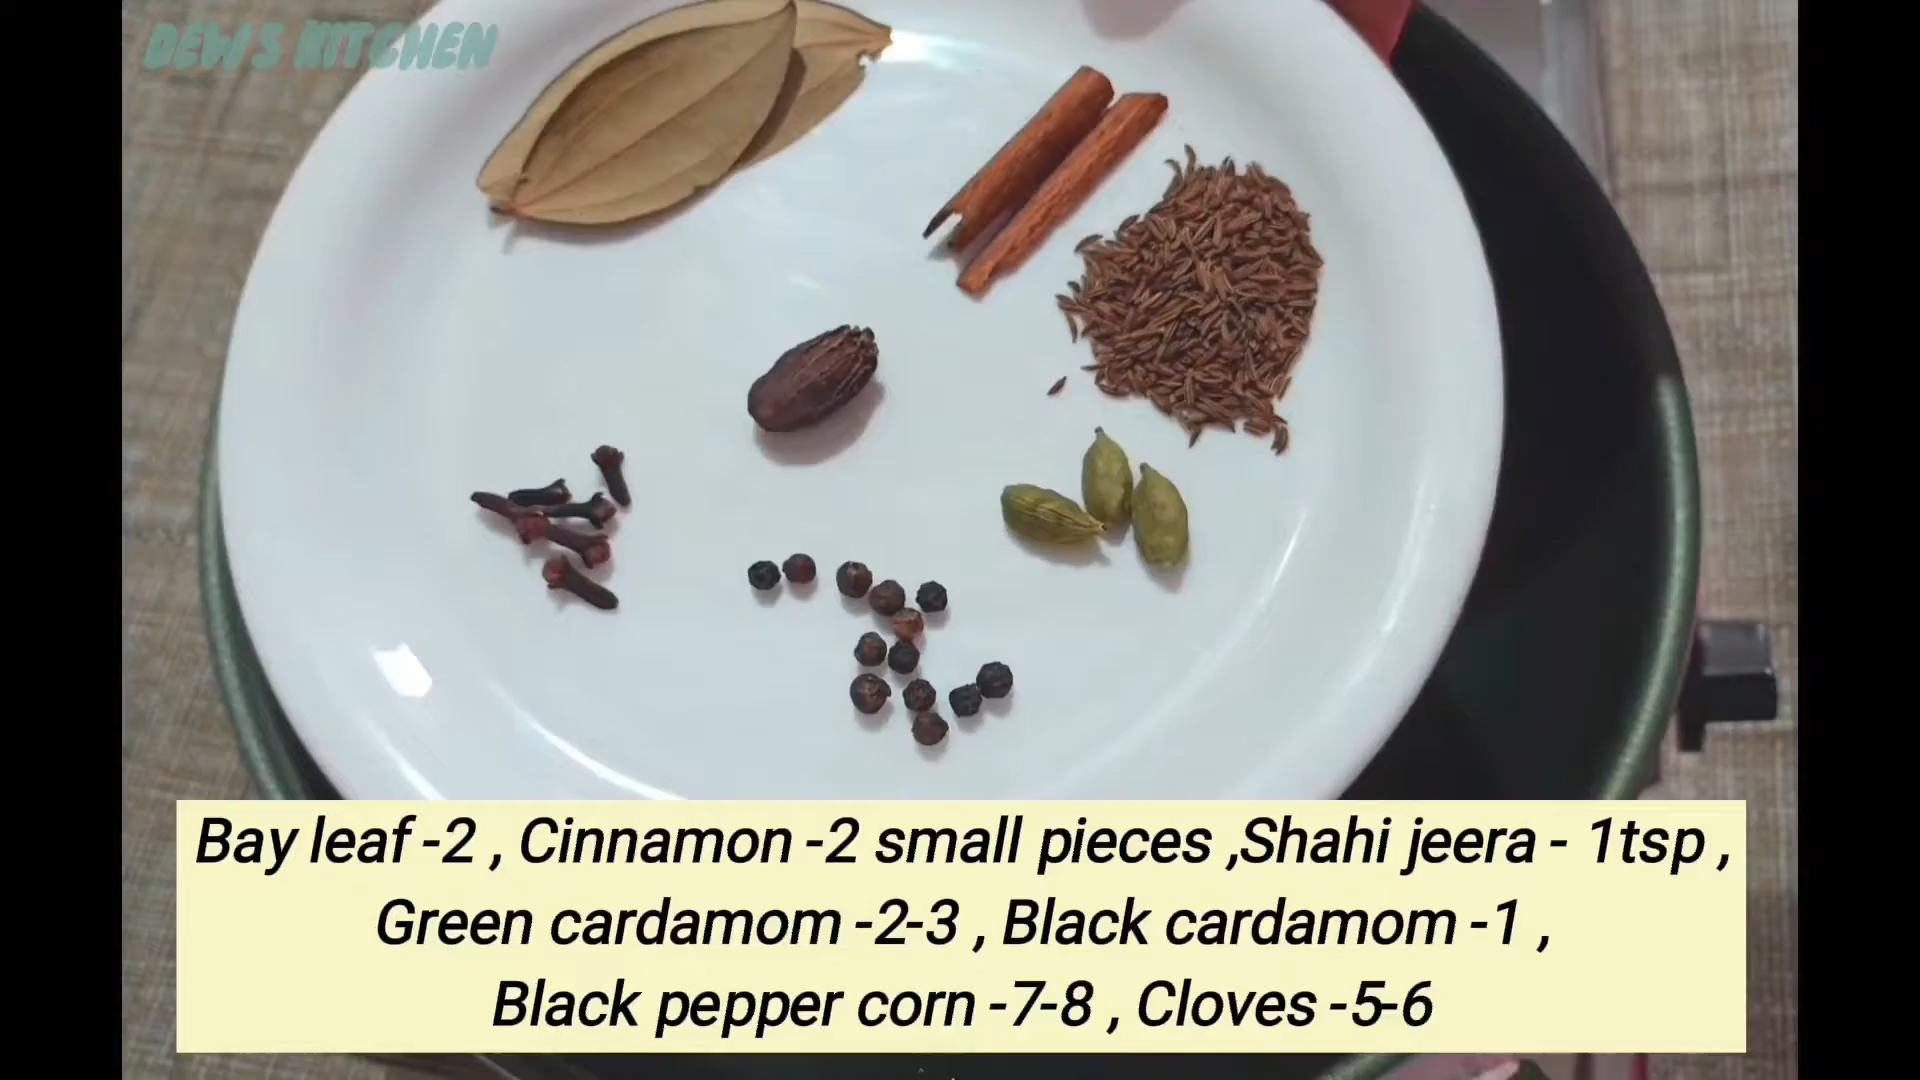 DEW'S KITCHEN
Bay leaf -2 , Cinnamon -2 small pieces ,Shahi jeera - 1tsp ,
Green cardamom -2-3 , Black cardamom -1 ,
Black pepper corn -7-8 , Cloves -5-6